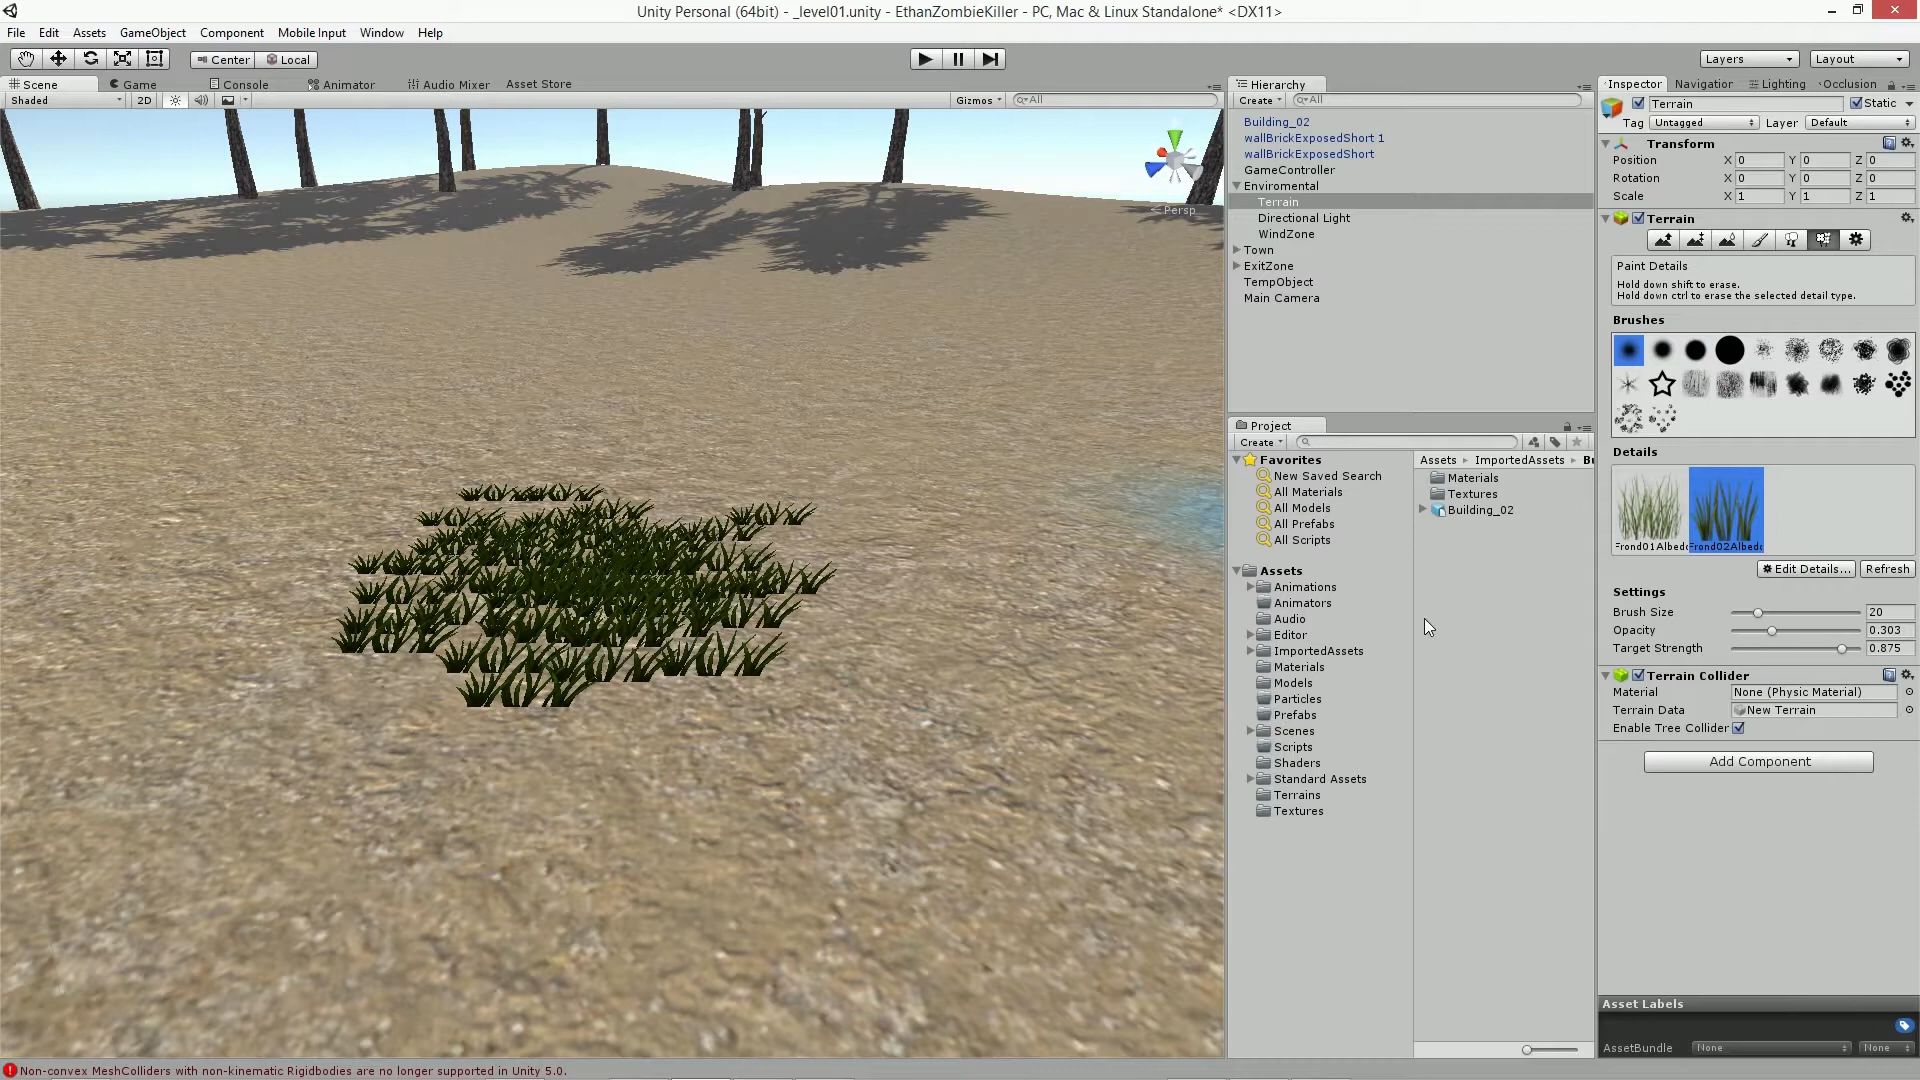 Unity Personal (64bit) - _level01.unity - EthanZombieKiller - PC, Mac & Linux Standalone* <DX11>
File Edit Assets GameObject Component Mobile Input Window Help
Center Local
Layers Layout
Scene Game Console Animator Audio Mixer Asset Store
Shaded 2D Gizmos All
Persp
Hierarchy
Create All
Building_02
wallBrickExposedShort 1
wallBrickExposedShort
GameController
Enviromental
Terrain
Directional Light
WindZone
Town
ExitZone
TempObject
Main Camera
Project
Create
Favorites
New Saved Search
All Materials
All Models
All Prefabs
All Scripts
Assets
Animations
Animators
Audio
Editor
ImportedAssets
Materials
Models
Particles
Prefabs
Scenes
Scripts
Shaders
Standard Assets
Terrains
Textures
Assets ImportedAssets
Materials
Textures
Building_02
Inspector Navigator Lighting Occlusion
Terrain Static
Tag Untagged Layer Default
Transform
Position X 0 Y 0 Z 0
Rotation X 0 Y 0 Z 0
Scale X 1 Y 1 Z 1
Terrain
Paint Details
Hold down shift to erase.
Hold down ctrl to erase the selected detail type.
Brushes
Details
Frond01Albedo Frond02Albedo
Edit Details... Refresh
Settings
Brush Size 20
Opacity 0.303
Target Strength 0.875
Terrain Collider
Material None (Physic Material)
Terrain Data New Terrain
Enable Tree Collider
Add Component
Asset Labels
AssetBundle None None
Non-convex MeshColliders with non-kinematic Rigidbodies are no longer supported in Unity 5.0.